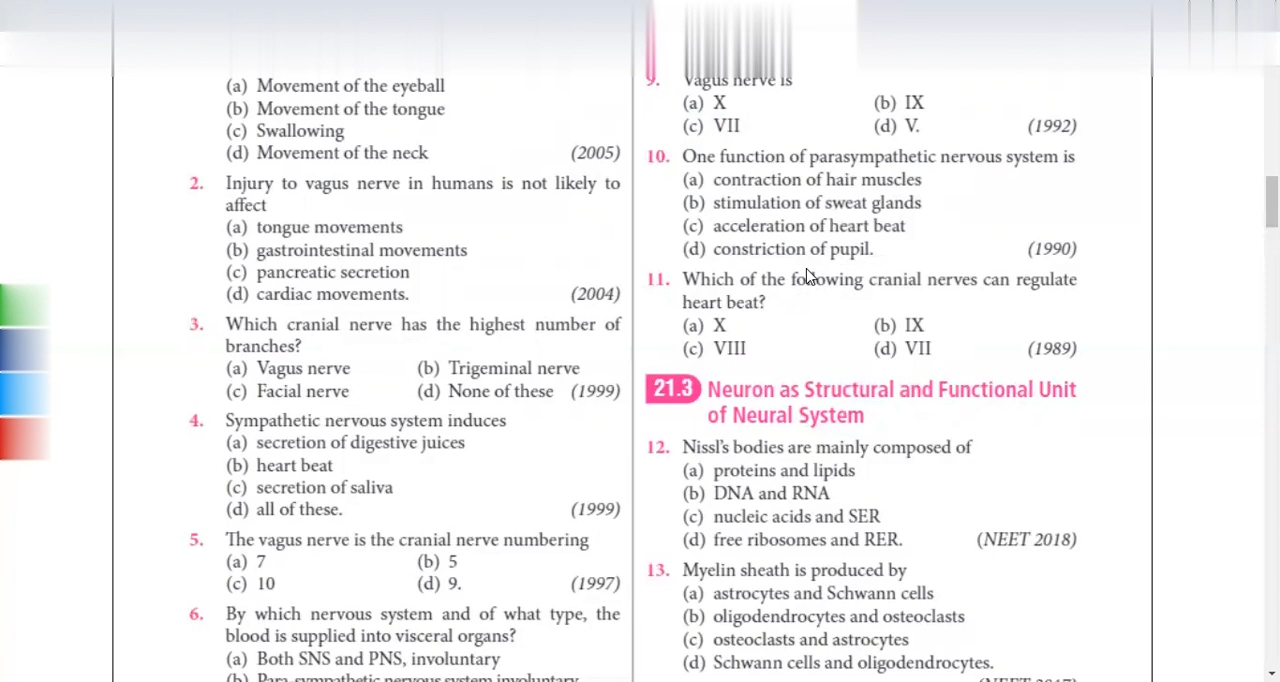 (a) Movement of the eyeball
(b) Movement of the tongue
(c) Swallowing
(d) Movement of the neck (2005)
2. Injury to vagus nerve in humans is not likely to
affect
(a) tongue movements
(b) gastrointestinal movements
(c) pancreatic secretion
(d) cardiac movements. (2004)
3. Which cranial nerve has the highest number of
branches?
(a) Vagus nerve (b) Trigeminal nerve
(c) Facial nerve (d) None of these (1999)
4. Sympathetic nervous system induces
(a) secretion of digestive juices
(b) heart beat
(c) secretion of saliva
(d) all of these. (1999)
5. The vagus nerve is the cranial nerve numbering
(a) 7 (b) 5
(c) 10 (d) 9. (1997)
6. By which nervous system and of what type, the
blood is supplied into visceral organs?
(a) Both SNS and PNS, involuntary
(b) Para-sympathetic nervous system involuntary
9. Vagus nerve is
(a) X (b) IX
(c) VII (d) V. (1992)
10. One function of parasympathetic nervous system is
(a) contraction of hair muscles
(b) stimulation of sweat glands
(c) acceleration of heart beat
(d) constriction of pupil. (1990)
11. Which of the following cranial nerves can regulate
heart beat?
(a) X (b) IX
(c) VIII (d) VII (1989)
21.3 Neuron as Structural and Functional Unit
of Neural System
12. Nissl's bodies are mainly composed of
(a) proteins and lipids
(b) DNA and RNA
(c) nucleic acids and SER
(d) free ribosomes and RER. (NEET 2018)
13. Myelin sheath is produced by
(a) astrocytes and Schwann cells
(b) oligodendrocytes and osteoclasts
(c) osteoclasts and astrocytes
(d) Schwann cells and oligodendrocytes.
(NEET 2017)